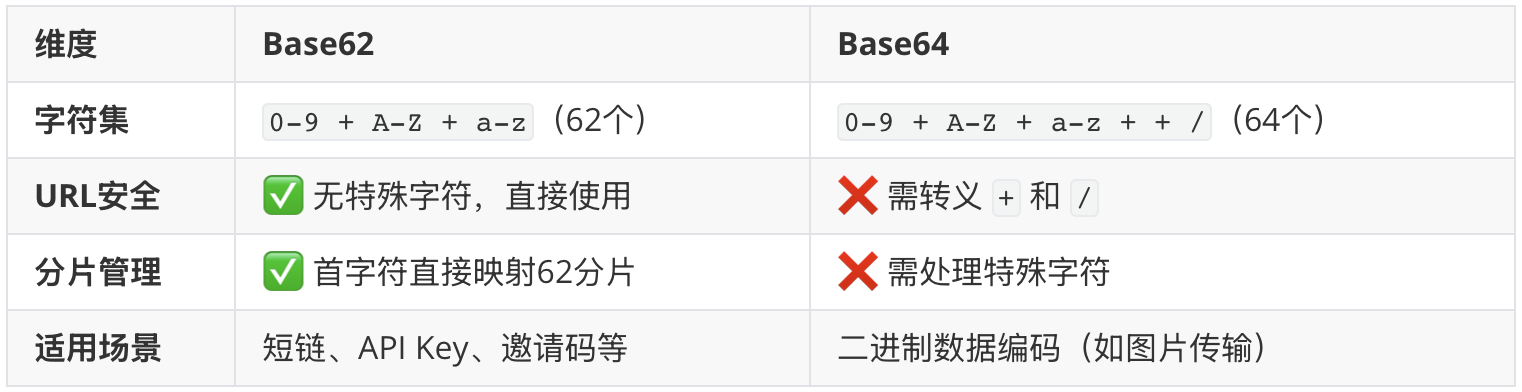 维度 Base62 Base64
字符集 0-9 + A-Z + a-z（62个） 0-9 + A-Z + a-z + + /（64个）
URL安全 ✅ 无特殊字符，直接使用 ❌ 需转义 + 和 /
分片管理 ✅ 首字符直接映射62分片 ❌ 需处理特殊字符
适用场景 短链、API Key、邀请码等 二进制数据编码（如图片传输）